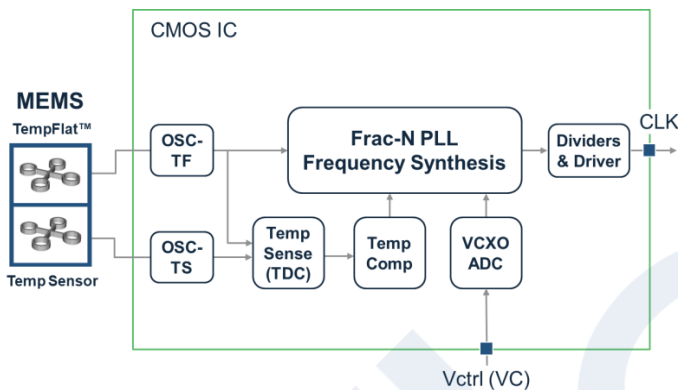 CMOS IC
MEMS
TempFlat™
Temp Sensor
OSC-
TF
OSC-
TS
Temp
Sense
(TDC)
Temp
Comp
Frac-N PLL
Frequency Synthesis
VCXO
ADC
Dividers
& Driver
CLK
Vctrl (VC)